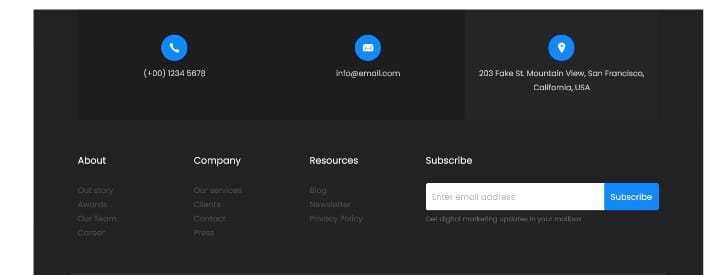 (+00) 1234 5678
info@email.com
203 Fake St. Mountain View, San Francisco,
California, USA
About
Company
Resources
Subscribe
Out story
Awards
Our Team
Career
Our services
Clients
Contact
Press
Blog
Newsletter
Privacy Policy
Enter email address
Subscribe
Get digital marketing updates in your mailbox